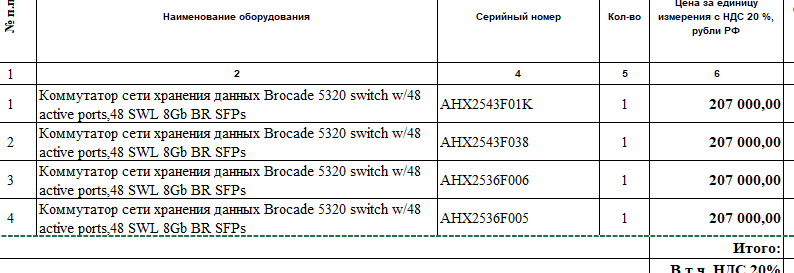 № п.п
Наименование оборудования
Серийный номер
Кол-во
Цена за единицу
измерения с НДС 20 %,
рубли РФ
1
2
4
5
6
1
Коммутатор сети хранения данных Brocade 5320 switch w/48
active ports,48 SWL 8Gb BR SFPs
AHX2543F01K
1
207 000,00
2
Коммутатор сети хранения данных Brocade 5320 switch w/48
active ports,48 SWL 8Gb BR SFPs
AHX2543F038
1
207 000,00
3
Коммутатор сети хранения данных Brocade 5320 switch w/48
active ports,48 SWL 8Gb BR SFPs
AHX2536F006
1
207 000,00
4
Коммутатор сети хранения данных Brocade 5320 switch w/48
active ports,48 SWL 8Gb BR SFPs
AHX2536F005
1
207 000,00
Итого:
В т.ч. НДС 20%